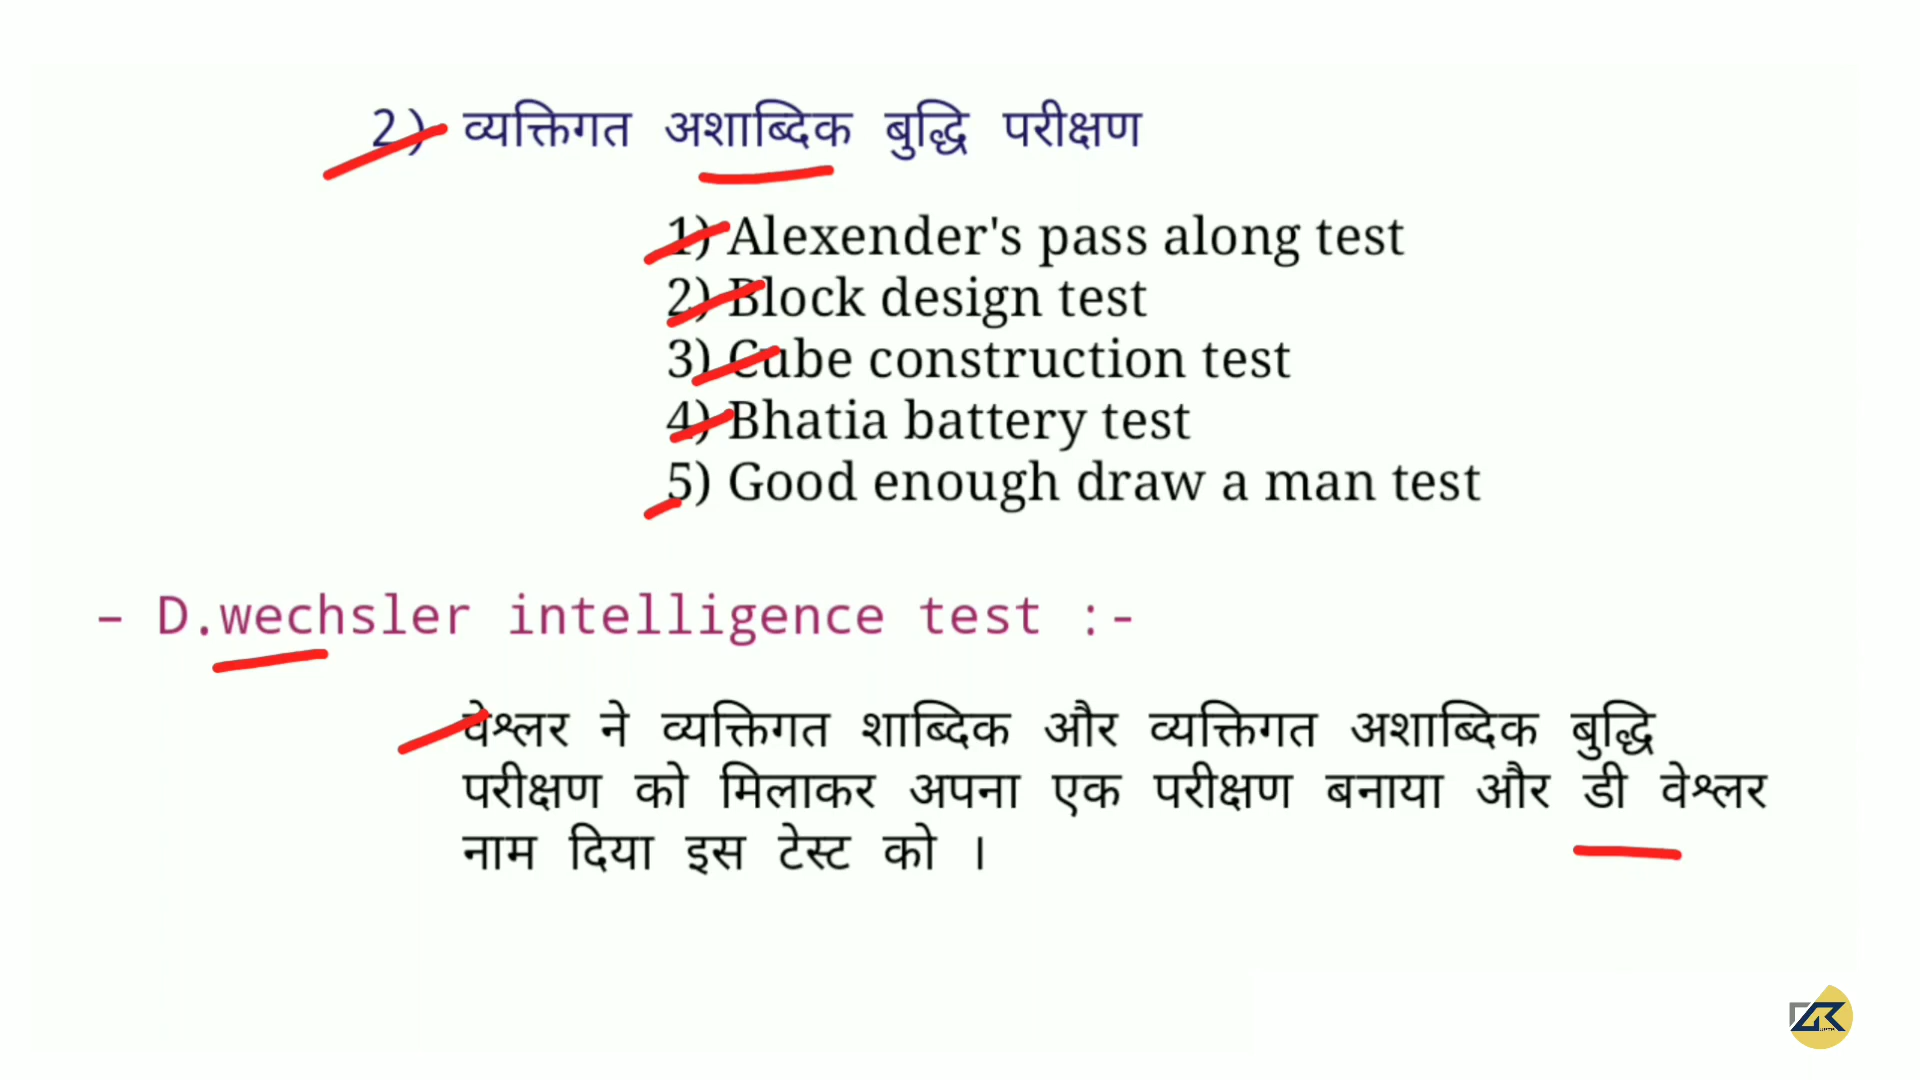 2) व्यक्तिगत अशाब्दिक बुद्धि परीक्षण
1) Alexender's pass along test
2) Block design test
3) Cube construction test
4) Bhatia battery test
5) Good enough draw a man test
– D.wechsler intelligence test :-
वेश्लर ने व्यक्तिगत शाब्दिक और व्यक्तिगत अशाब्दिक बुद्धि
परीक्षण को मिलाकर अपना एक परीक्षण बनाया और डी वेश्लर
नाम दिया इस टेस्ट को ।